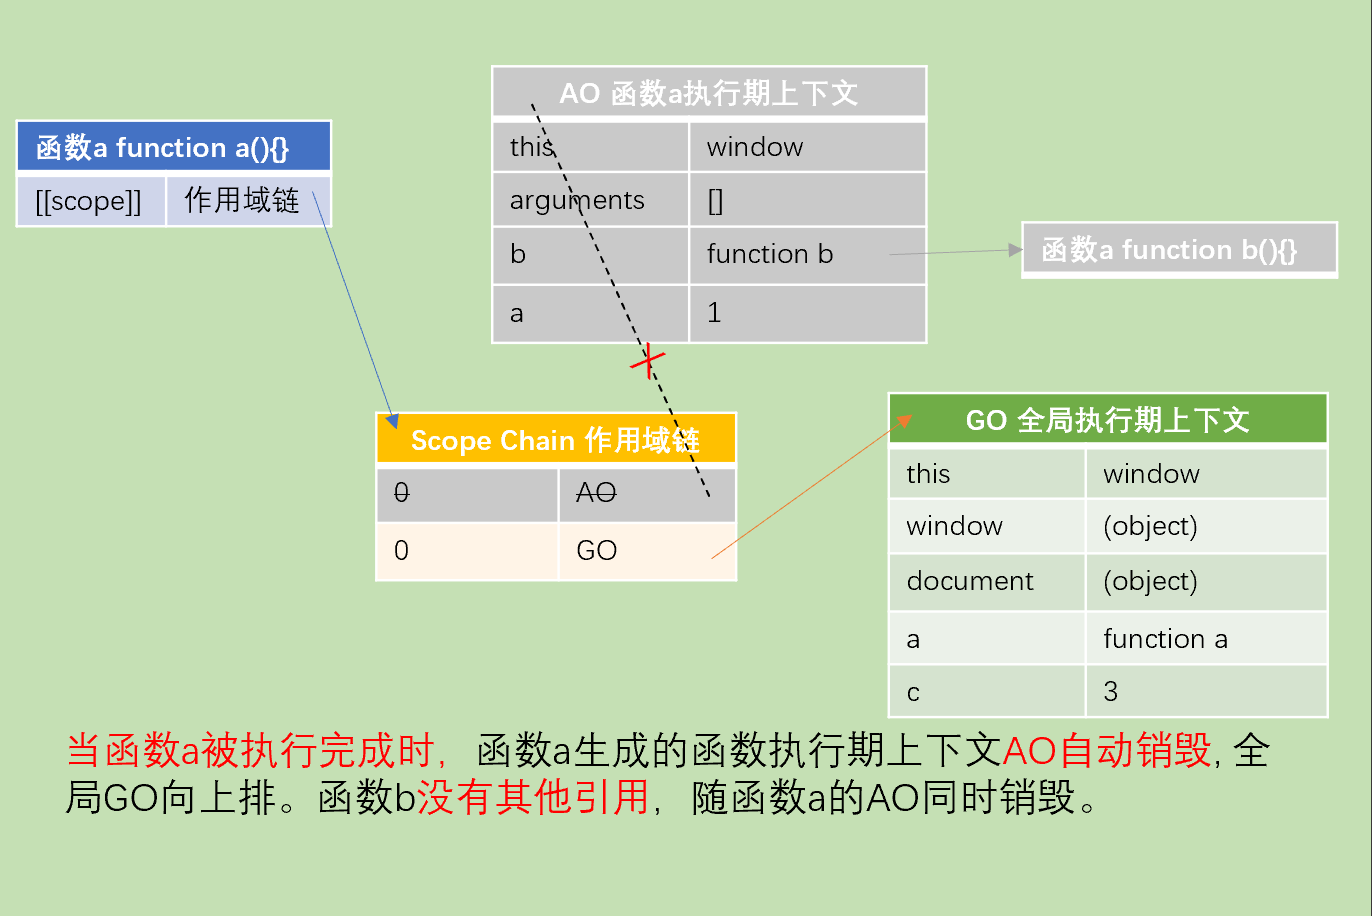 AO 函数a执行期上下文
this window
arguments []
b function b
a 1
函数a function a(){}
[[scope]] 作用域链
函数a function b(){}
Scope Chain 作用域链
0 AO
0 GO
GO 全局执行期上下文
this window
window (object)
document (object)
a function a
c 3
当函数a被执行完成时，函数a生成的函数执行期上下文AO自动销毁, 全
局GO向上排。函数b没有其他引用，随函数a的AO同时销毁。